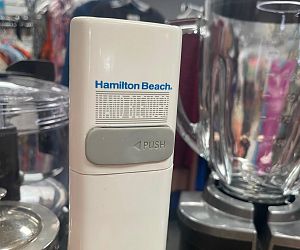 Hamilton Beach®
HAND BLENDER
◁ PUSH